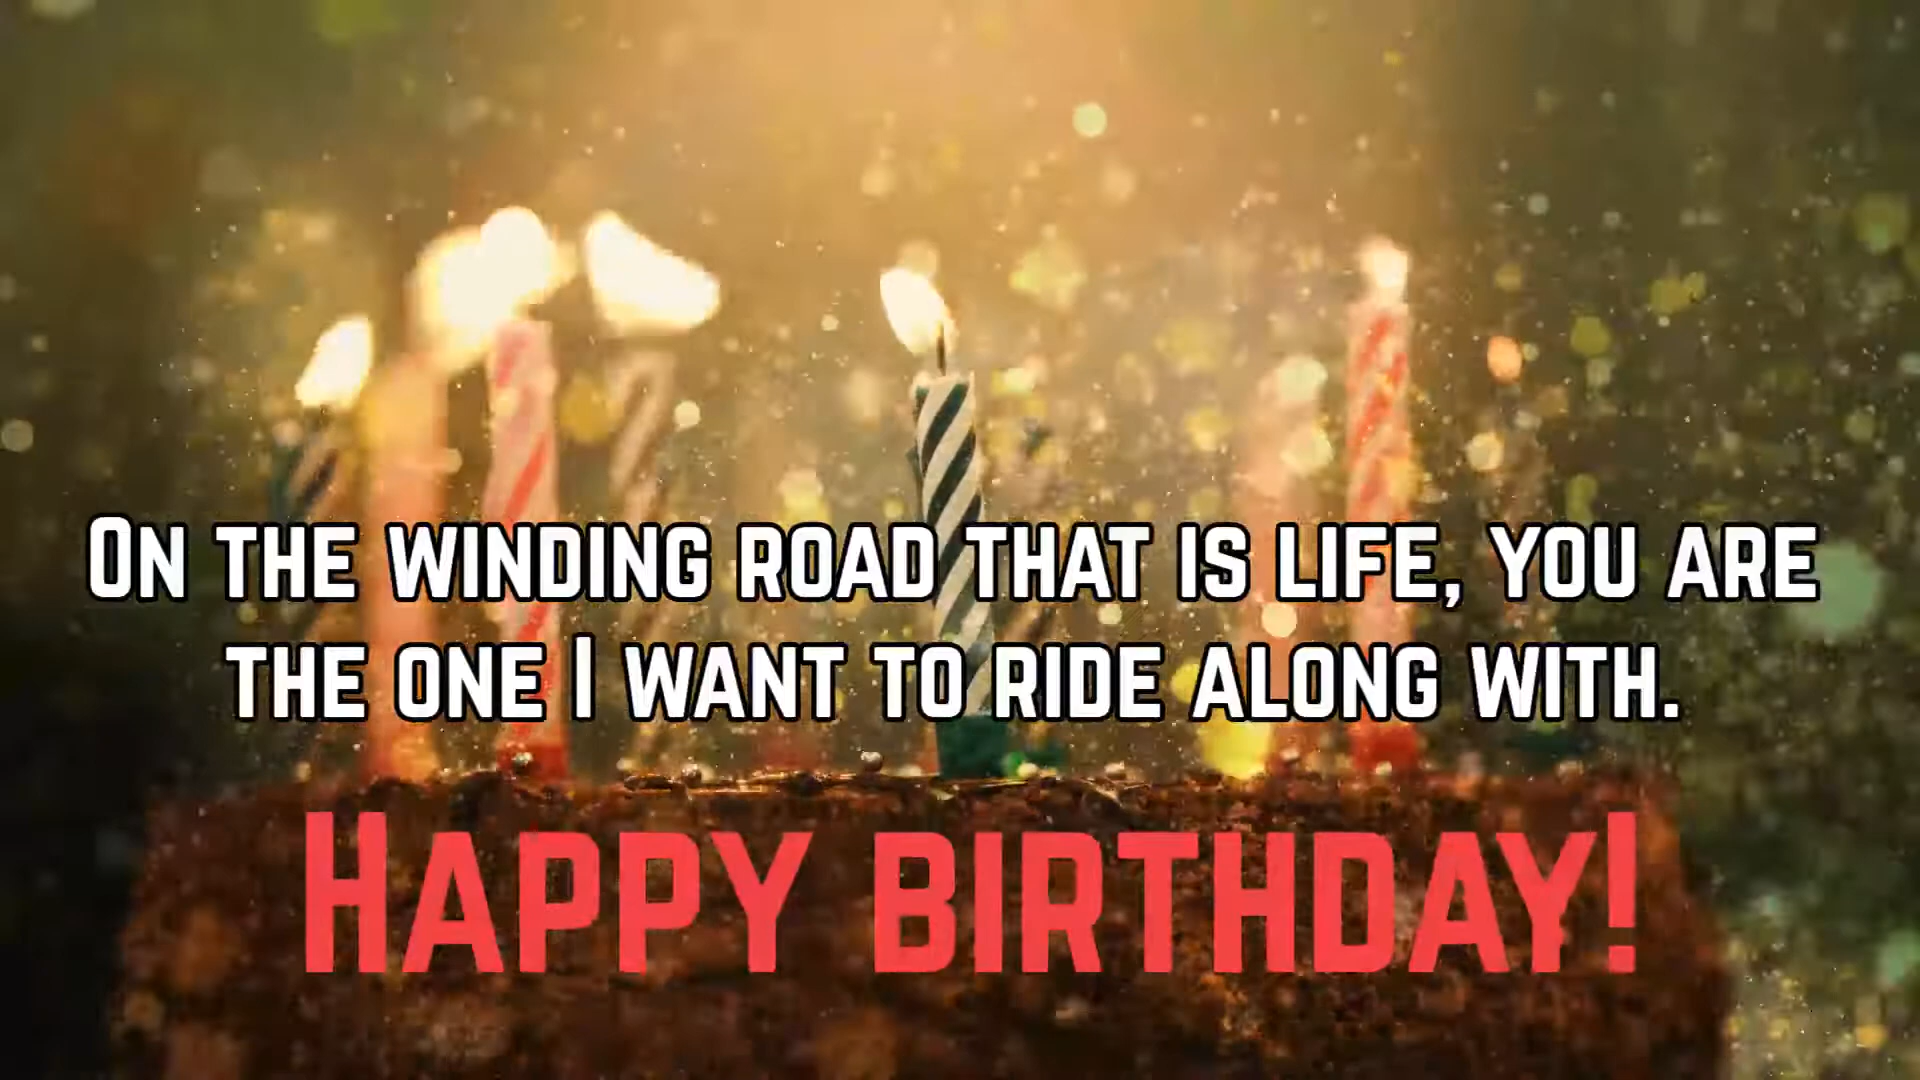 On the winding road that is life, you are
the one I want to ride along with.
Happy birthday!